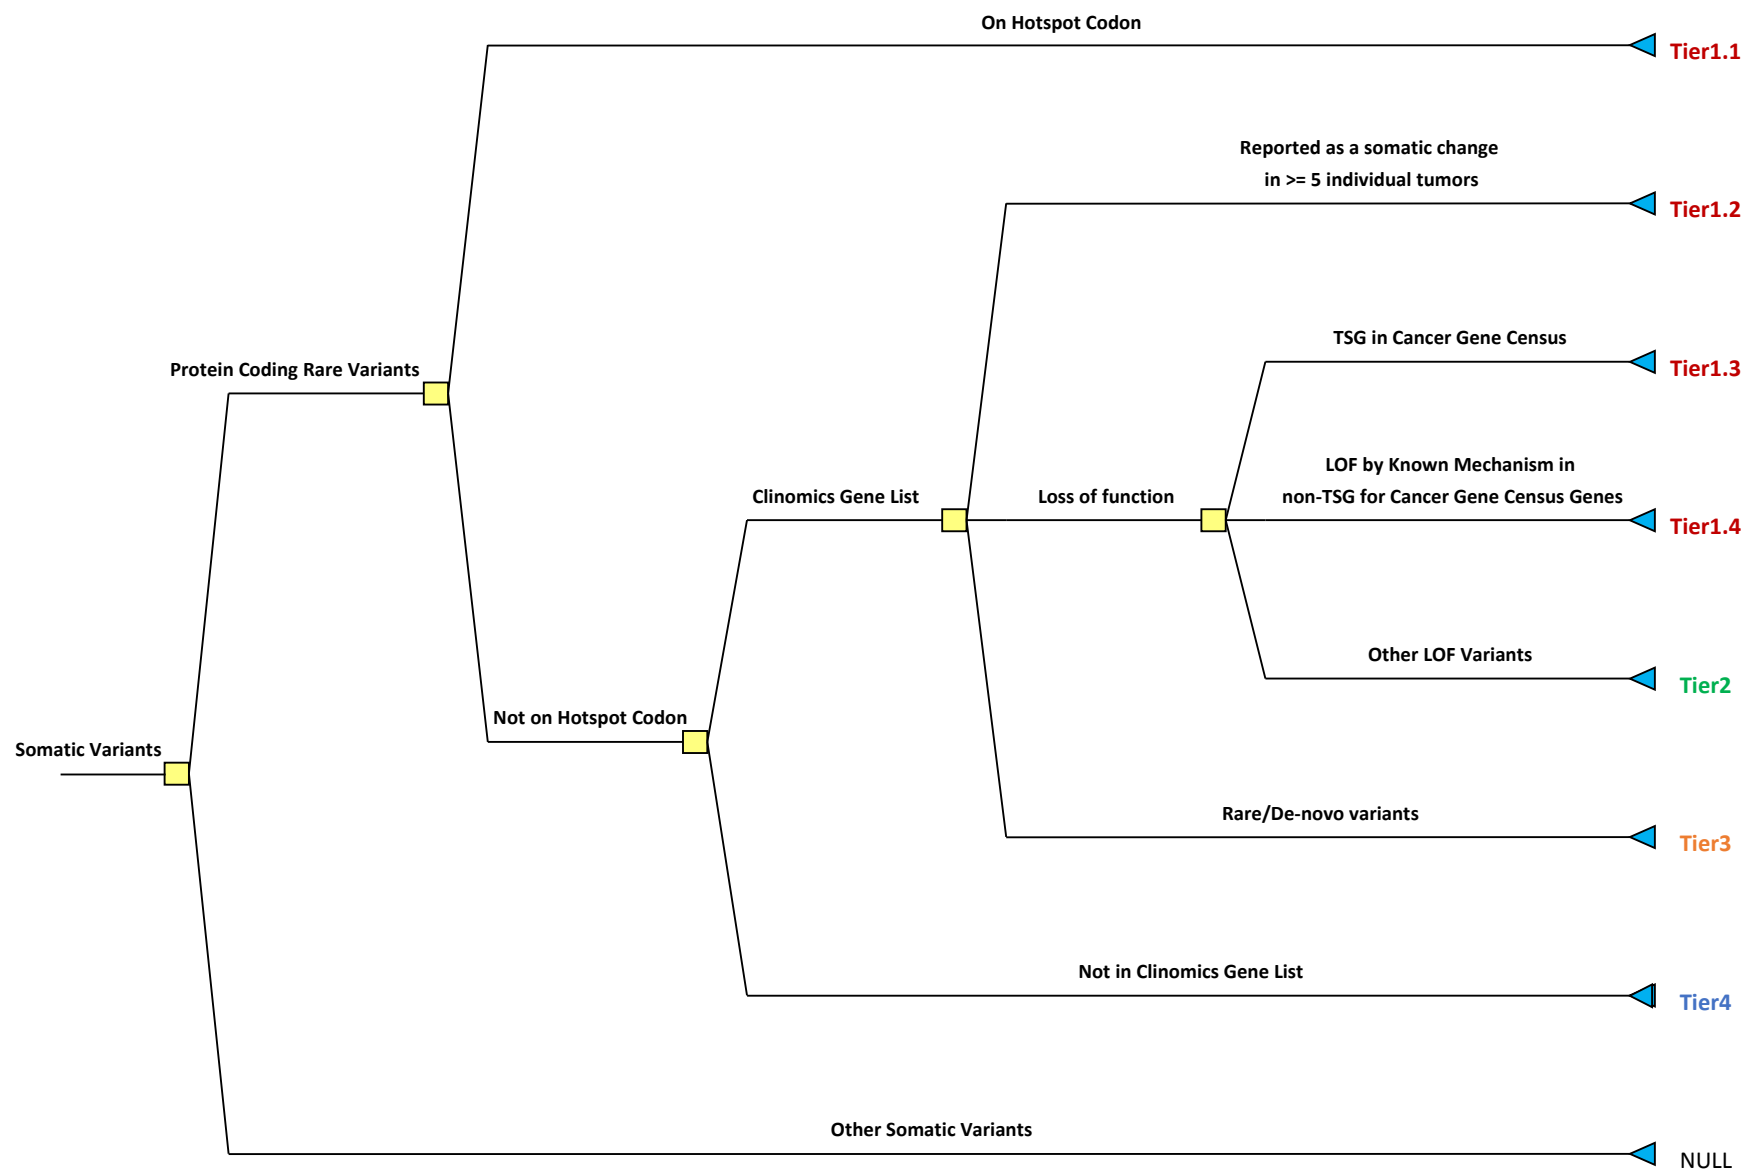 On Hotspot Codon
Tier1.1
Reported as a somatic change
in >= 5 individual tumors
Tier1.2
TSG in Cancer Gene Census
Tier1.3
Protein Coding Rare Variants
LOF by Known Mechanism in
non-TSG for Cancer Gene Census Genes
Clinomics Gene List
Loss of function
Tier1.4
Other LOF Variants
Tier2
Not on Hotspot Codon
Somatic Variants
Rare/De-novo variants
Tier3
Not in Clinomics Gene List
Tier4
Other Somatic Variants
NULL